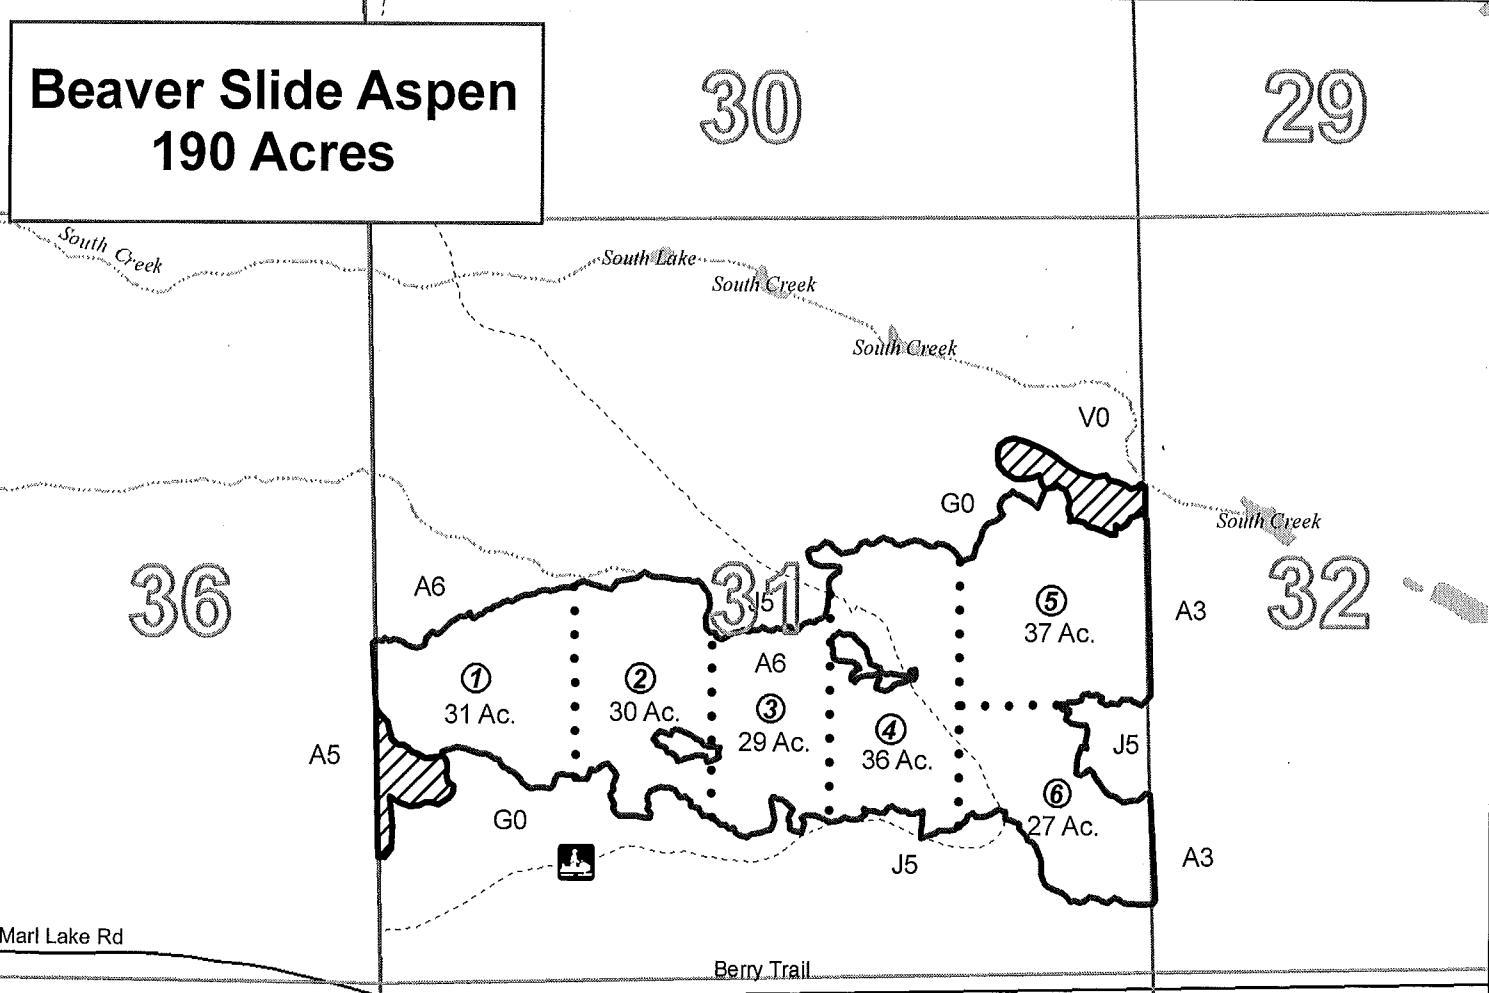 Beaver Slide Aspen
190 Acres
30
29
South Creek
South Lake
South Creek
South Creek
V0
G0
South Creek
36
A6
31
J5
32
5
37 Ac.
A3
A6
1
31 Ac.
2
30 Ac.
3
29 Ac.
4
36 Ac.
A5
J5
6
27 Ac.
G0
J5
A3
Marl Lake Rd
Berry Trail